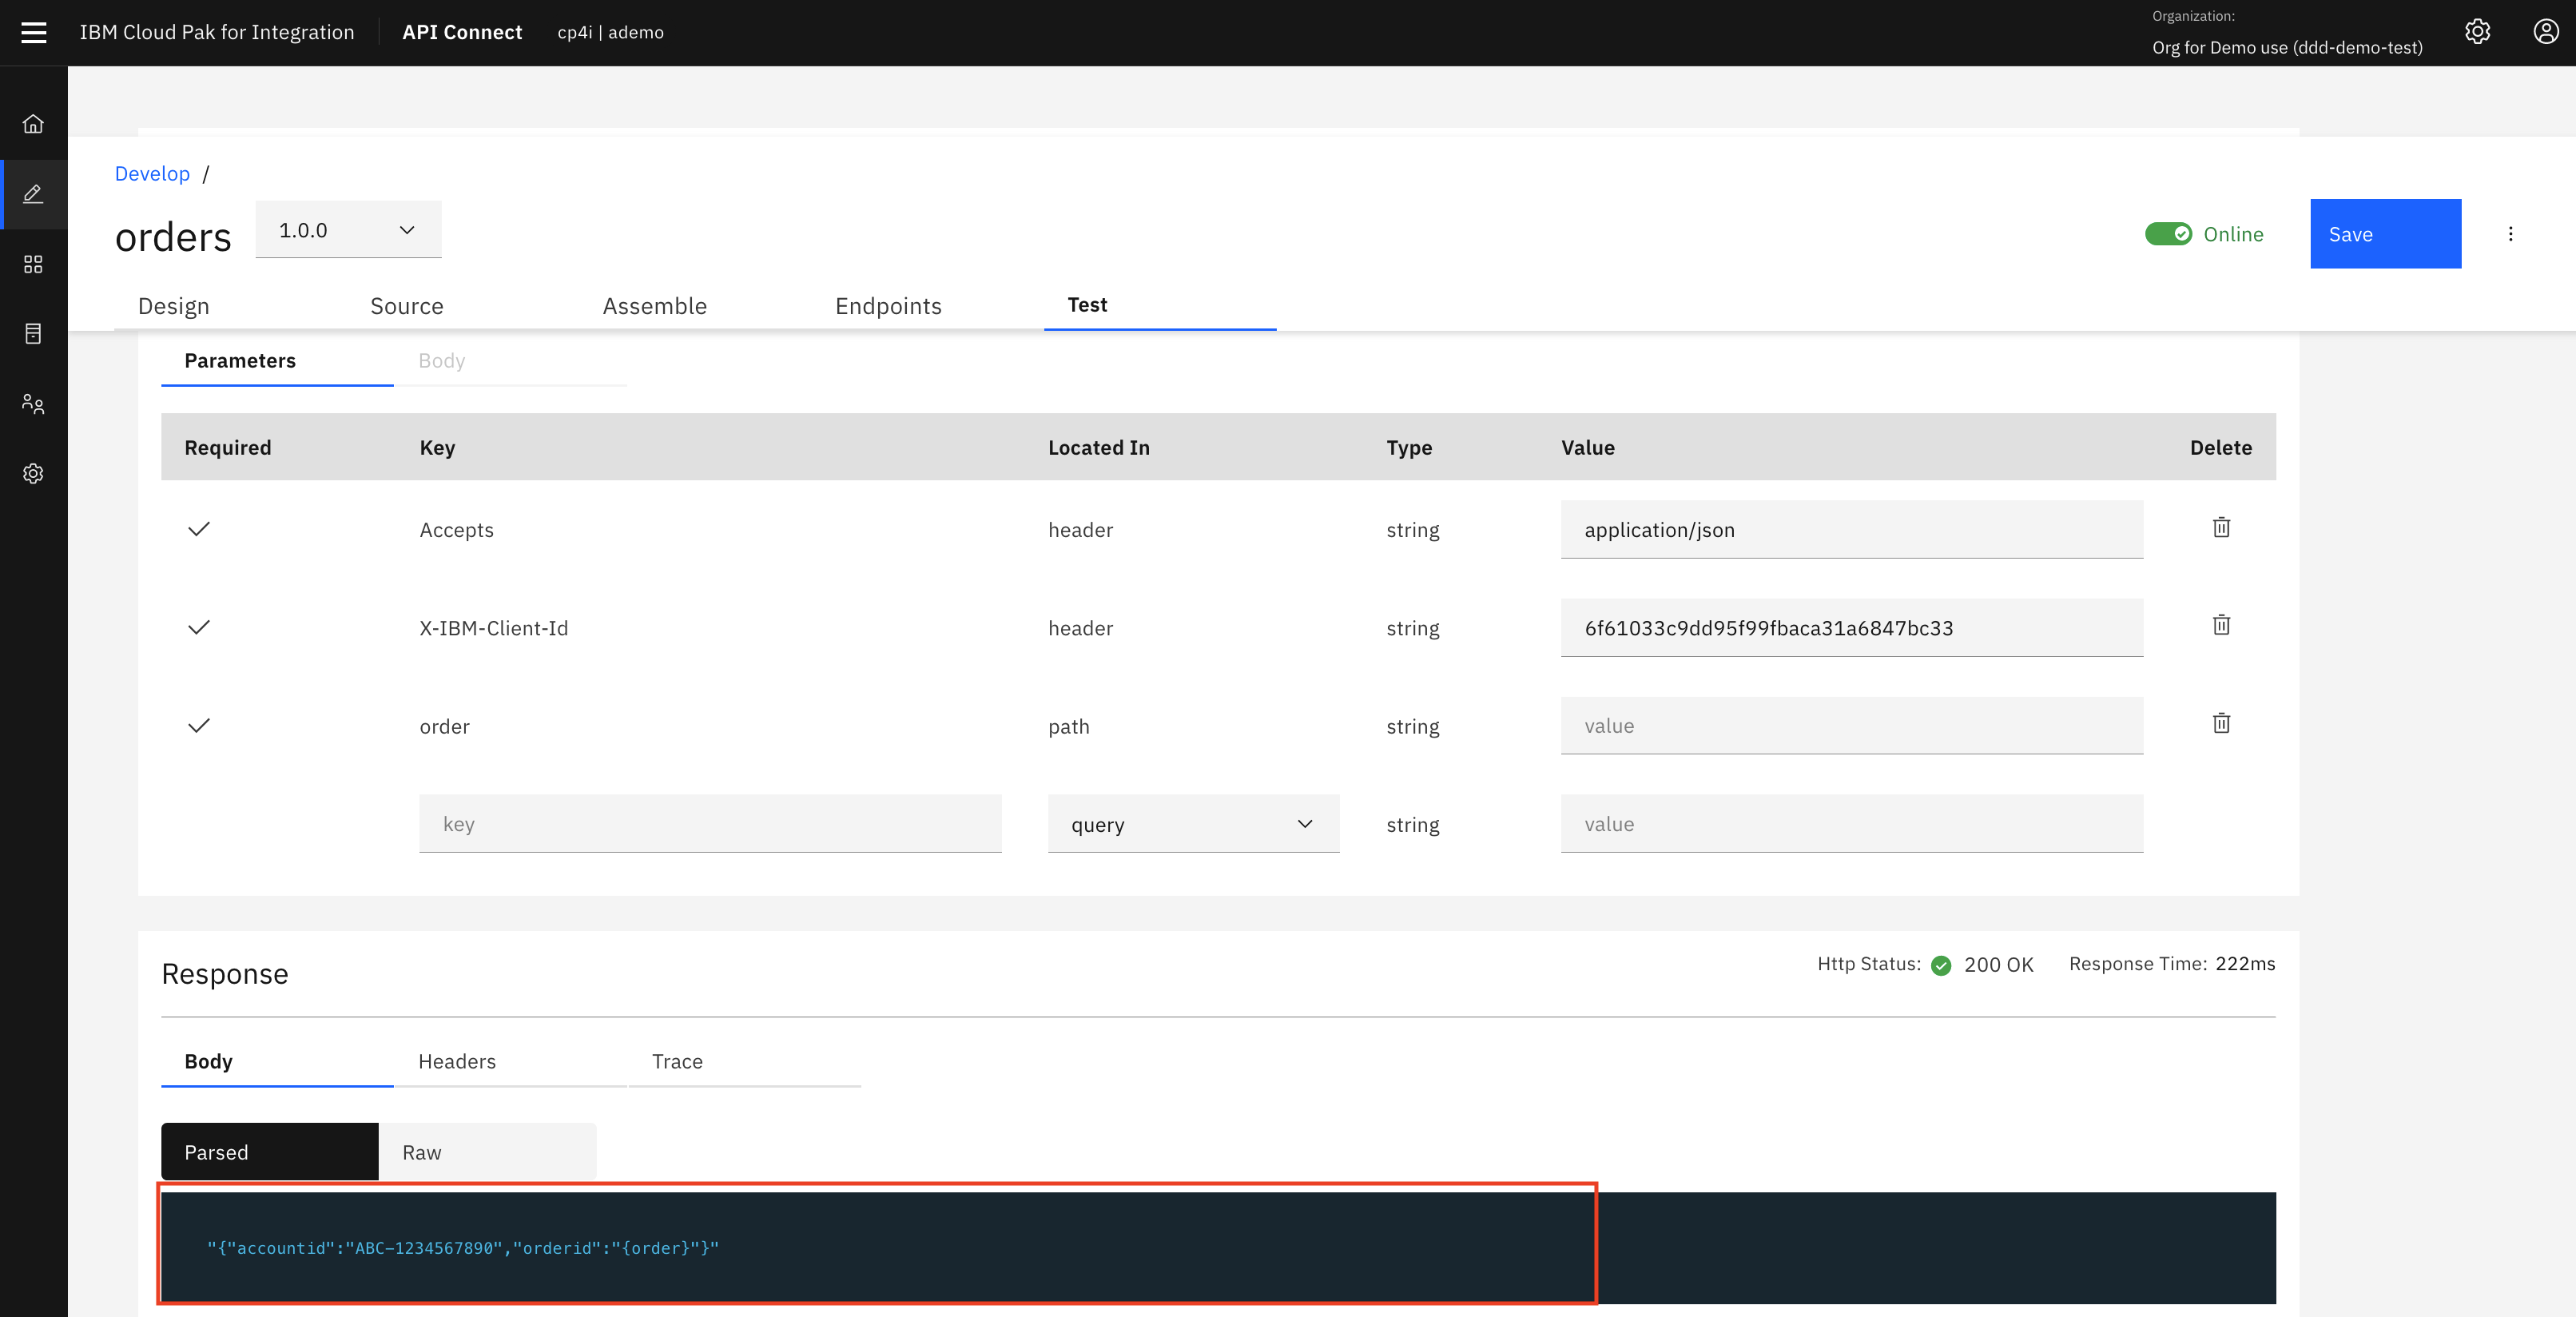 IBM Cloud Pak for Integration API Connect cp4i | ademo
Organization:
Org for Demo use (ddd-demo-test)
Develop /
orders 1.0.0 Online Save
Design Source Assemble Endpoints Test
Parameters Body
Required Key Located In Type Value Delete
Accepts header string application/json
X-IBM-Client-Id header string 6f61033c9dd95f99fbaca31a6847bc33
order path string value
key query string value
Response Http Status: 200 OK Response Time: 222ms
Body Headers Trace
Parsed Raw
"{"accountid":"ABC-1234567890","orderid":"{order}"}"